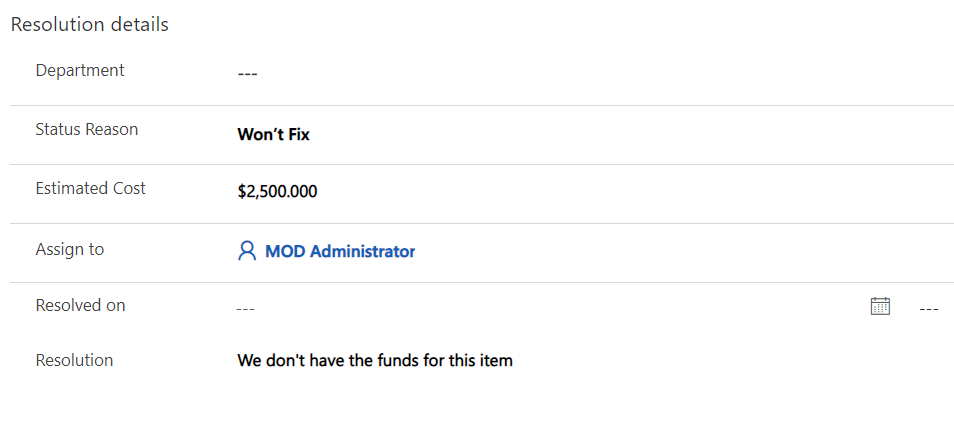 Resolution details
Department ---
Status Reason Won’t Fix
Estimated Cost $2,500.000
Assign to MOD Administrator
Resolved on --- ---
Resolution We don't have the funds for this item